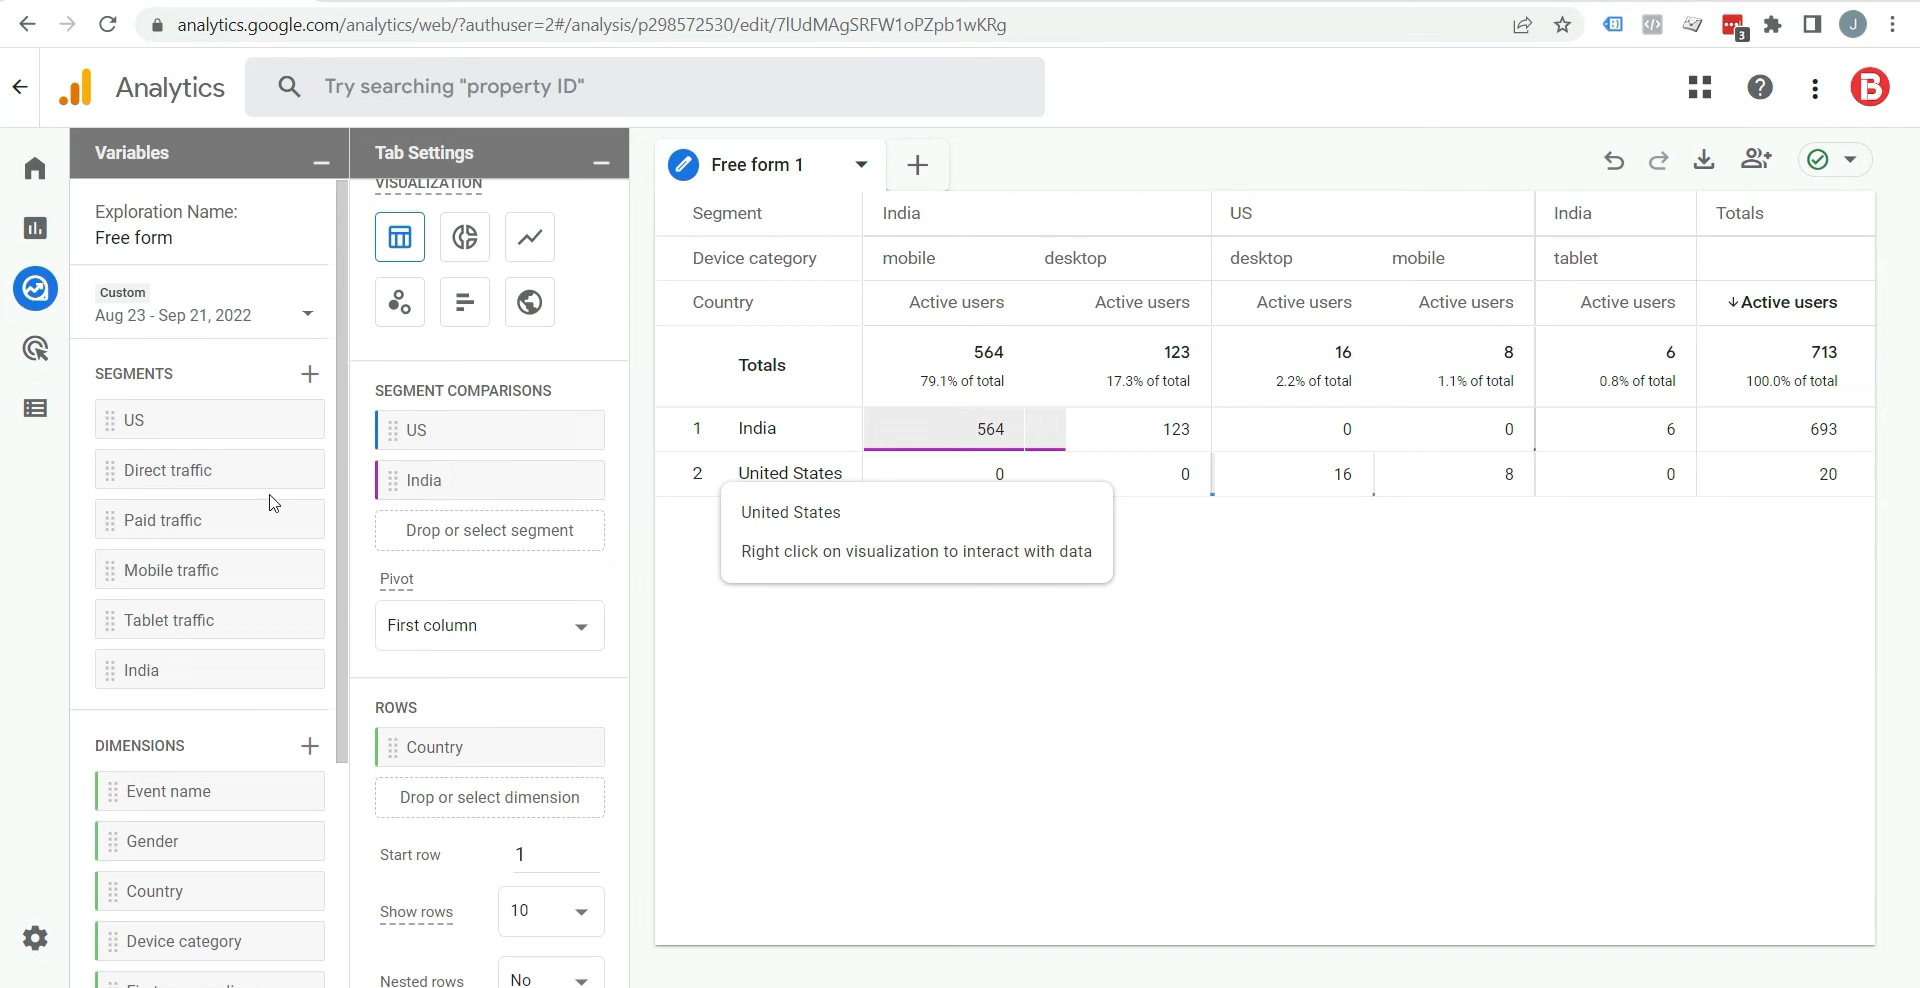 analytics.google.com/analytics/web/?authuser=2#/analysis/p298572530/edit/7lUdMAgSRFW1oPZpb1wKRg
3
J
Analytics
Try searching "property ID"
B
Variables
Exploration Name:
Free form
Custom
Aug 23 - Sep 21, 2022
SEGMENTS
US
Direct traffic
Paid traffic
Mobile traffic
Tablet traffic
India
DIMENSIONS
Event name
Gender
Country
Device category
Tab Settings
VISUALIZATION
SEGMENT COMPARISONS
US
India
Drop or select segment
Pivot
First column
ROWS
Country
Drop or select dimension
Start row 1
Show rows 10
Nested rows No
Free form 1
Segment India US India Totals
Device category mobile desktop desktop mobile tablet
Country Active users Active users Active users Active users Active users ↓Active users
Totals 564 123 16 8 6 713
79.1% of total 17.3% of total 2.2% of total 1.1% of total 0.8% of total 100.0% of total
1 India 564 123 0 0 6 693
2 United States 0 0 16 8 0 20
United States
Right click on visualization to interact with data